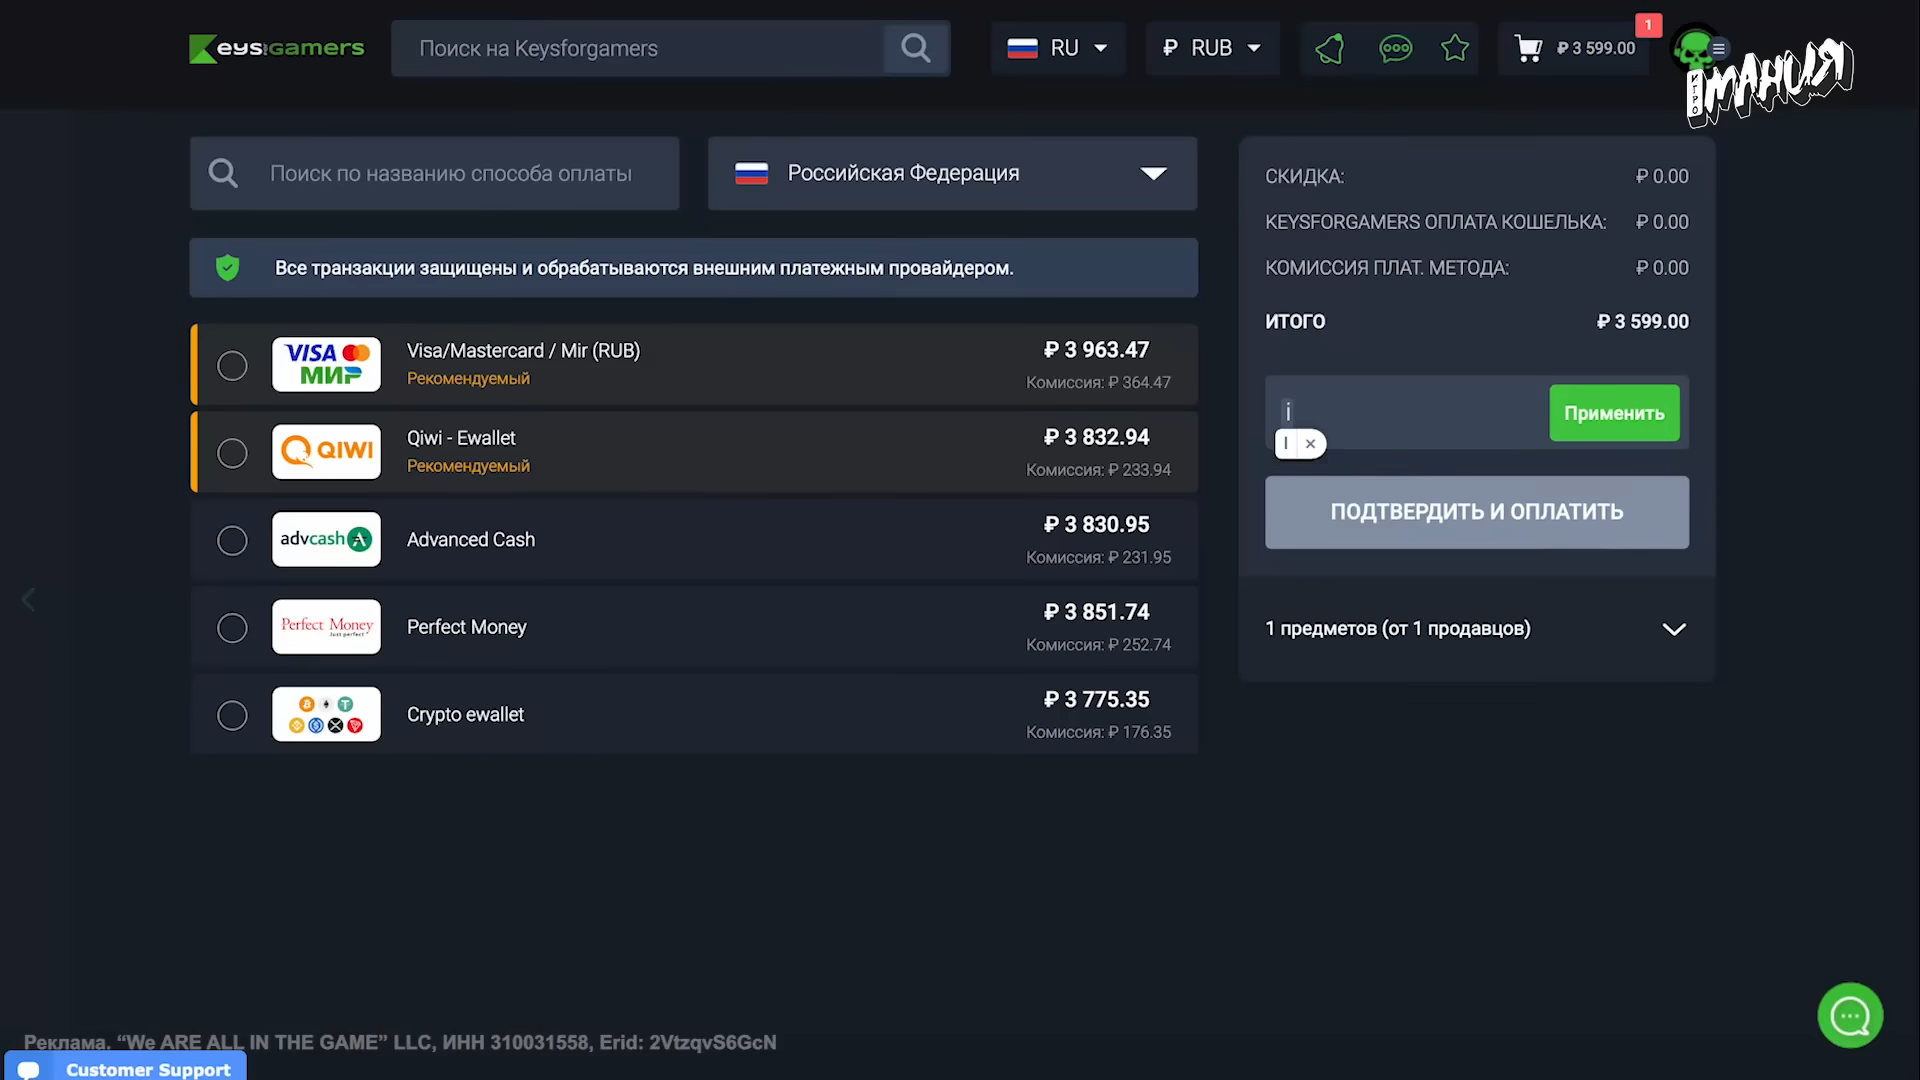 Keysforgamers
Поиск на Keysforgamers
RU
₽ RUB
₽ 3 599.00
1
ИГРОМАНИЯ
Поиск по названию способа оплаты
Российская Федерация
Все транзакции защищены и обрабатываются внешним платежным провайдером.
VISA
МИР
Visa/Mastercard / Mir (RUB)
Рекомендуемый
₽ 3 963.47
Комиссия: ₽ 364.47
QIWI
Qiwi - Ewallet
Рекомендуемый
₽ 3 832.94
Комиссия: ₽ 233.94
advcash
Advanced Cash
₽ 3 830.95
Комиссия: ₽ 231.95
Perfect Money
Just perfect
Perfect Money
₽ 3 851.74
Комиссия: ₽ 252.74
Crypto ewallet
₽ 3 775.35
Комиссия: ₽ 176.35
СКИДКА: ₽ 0.00
KEYSFORGAMERS ОПЛАТА КОШЕЛЬКА: ₽ 0.00
КОМИССИЯ ПЛАТ. МЕТОДА: ₽ 0.00
ИТОГО ₽ 3 599.00
i
Применить
I ×
ПОДТВЕРДИТЬ И ОПЛАТИТЬ
1 предметов (от 1 продавцов)
Реклама. “We ARE ALL IN THE GAME” LLC, ИНН 310031558, Erid: 2VtzqvS6GcN
Customer Support